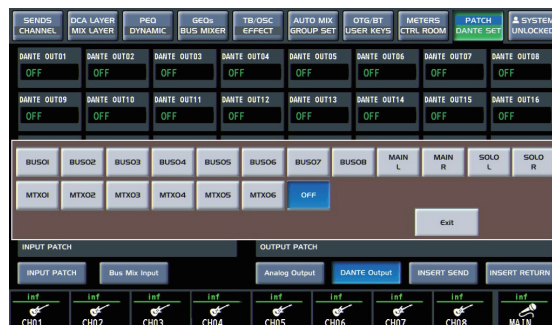 SENDS DCA LAYER PEQ GEQs TB/OSC AUTO MIX OTG/BT METERS PATCH SYSTEM
CHANNEL MIX LAYER DYNAMIC BUS MIXER EFFECT GROUP SET USER KEYS CTRL ROOM DANTE SET UNLOCKED
DANTE OUT01 DANTE OUT02 DANTE OUT03 DANTE OUT04 DANTE OUT05 DANTE OUT06 DANTE OUT07 DANTE OUT08
OFF OFF OFF OFF OFF OFF OFF OFF
DANTE OUT09 DANTE OUT10 DANTE OUT11 DANTE OUT12 DANTE OUT13 DANTE OUT14 DANTE OUT15 DANTE OUT16
OFF OFF OFF OFF OFF OFF OFF OFF
BUS01 BUS02 BUS03 BUS04 BUS05 BUS06 BUS07 BUS08 MAIN L MAIN R SOLO L SOLO R
MTX01 MTX02 MTX03 MTX04 MTX05 MTX06 OFF
Exit
INPUT PATCH OUTPUT PATCH
INPUT PATCH Bus Mix Input Analog Output DANTE Output INSERT SEND INSERT RETURN
inf inf inf inf inf inf inf inf inf
CH01 CH02 CH03 CH04 CH05 CH06 CH07 CH08 MAIN